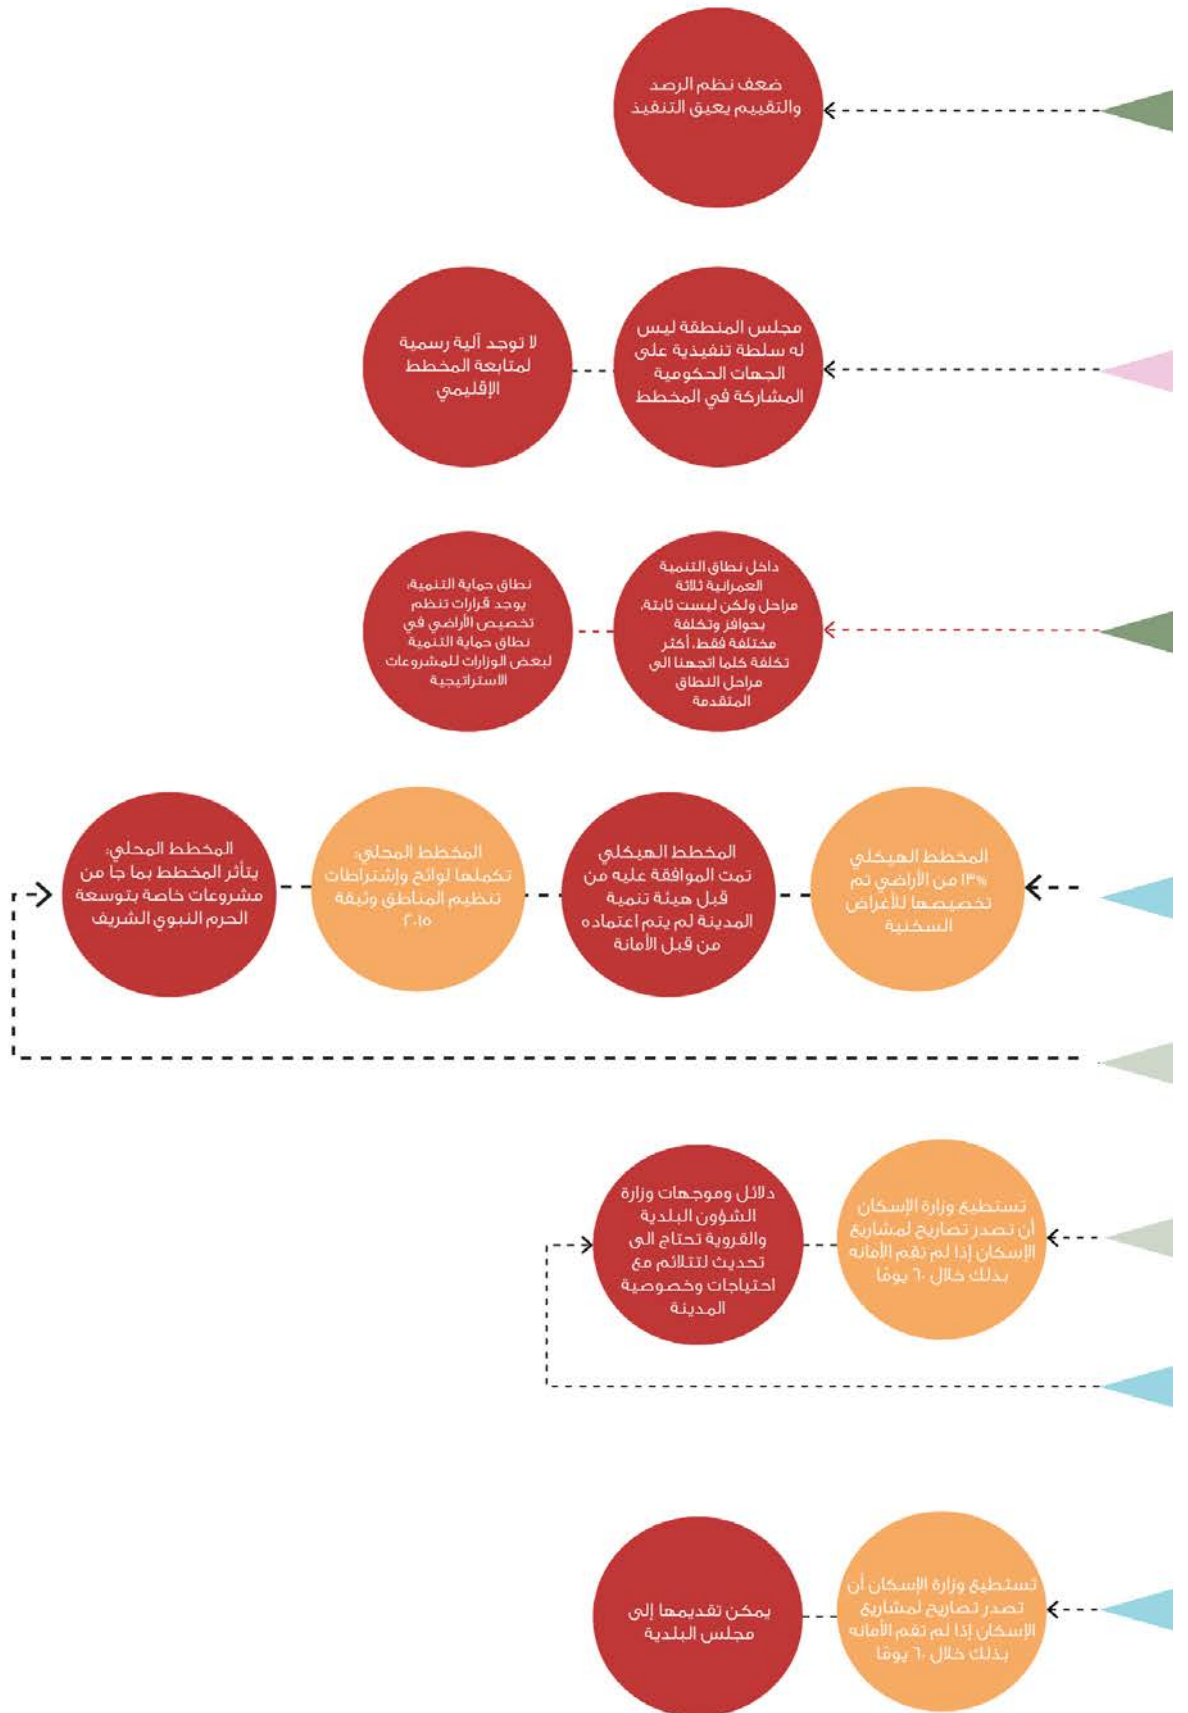 ضعف نظم الرصد
والتقييم يعيق التنفيذ
مجلس المنطقة ليس
له سلطة تنفيذية على
الجهات الحكومية
المشاركة في المخطط
لا توجد آلية رسمية
لمتابعة المخطط
الإقليمي
داخل نطاق التنمية
العمرانية ثلاثة
مراحل ولكن ليست ثابتة،
بحوافز وتكلفة
مختلفة فقط، أكثر
تكلفة كلما اتجهنا الى
مراحل النطاق
المتقدمة
نطاق حماية التنمية:
يوجد قرارات تنظم
تخصيص الأراضي في
نطاق حماية التنمية
لبعض الوزارات للمشروعات
الاستراتيجية
المخطط الهيكلي
١٣% من الأراضي تم
تخصيصها للأغراض
السكنية
المخطط الهيكلي
تمت الموافقة عليه من
قبل هيئة تنمية
المدينة لم يتم اعتماده
من قبل الأمانة
المخطط المحلي:
تكملها لوائح وإشتراطات
تنظيم المناطق وثيقة
٢٠١٥
المخطط المحلي:
يتأثر المخطط بما جا من
مشروعات خاصة بتوسعة
الحرم النبوي الشريف
تستطيع وزارة الإسكان
أن تصدر تصاريح لمشاريع
الإسكان إذا لم تقم الأمانه
بذلك خلال ٦٠ يومًا
دلائل وموجهات وزارة
الشؤون البلدية
والقروية تحتاج الى
تحديث لتتلائم مع
احتياجات وخصوصية
المدينة
تستطيع وزارة الإسكان أن
تصدر تصاريح لمشاريع
الإسكان إذا لم تقم الأمانه
بذلك خلال ٦٠ يومًا
يمكن تقديمها إلى
مجلس البلدية